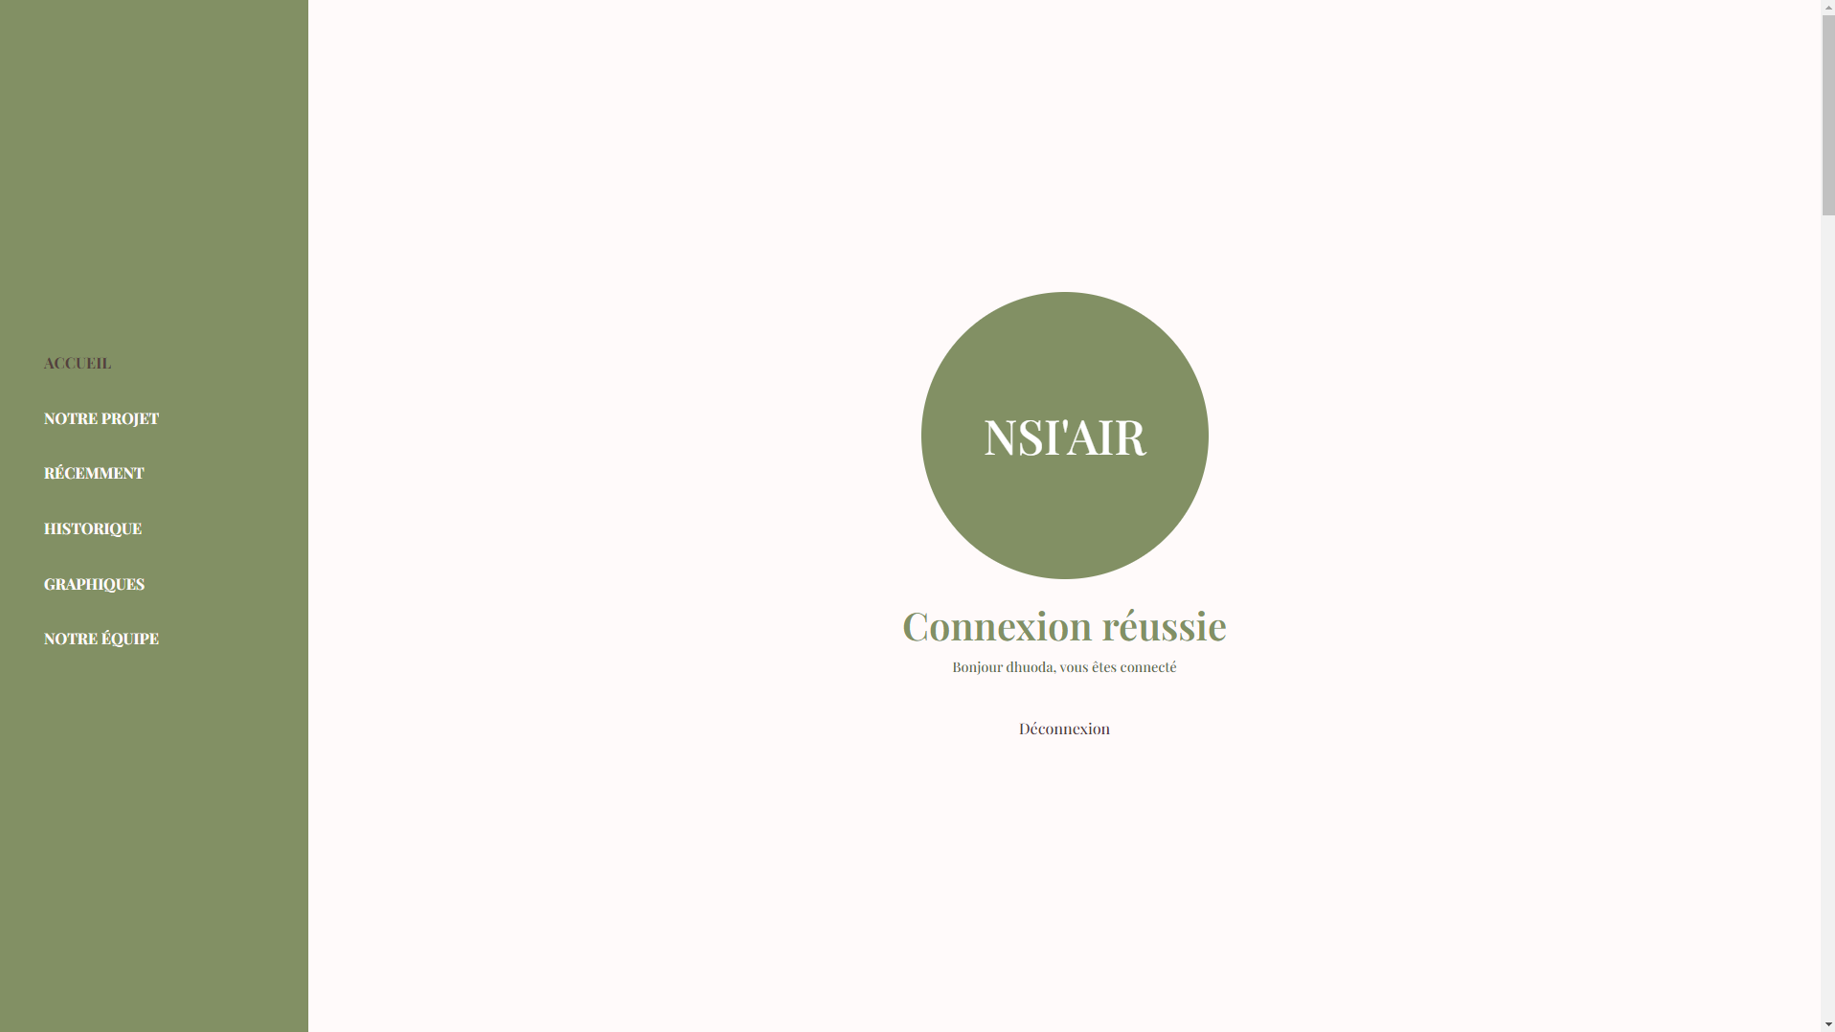 ACCUEIL
NOTRE PROJET
RÉCEMMENT
HISTORIQUE
GRAPHIQUES
NOTRE ÉQUIPE
NSI'AIR
Connexion réussie
Bonjour dhuoda, vous êtes connecté
Déconnexion